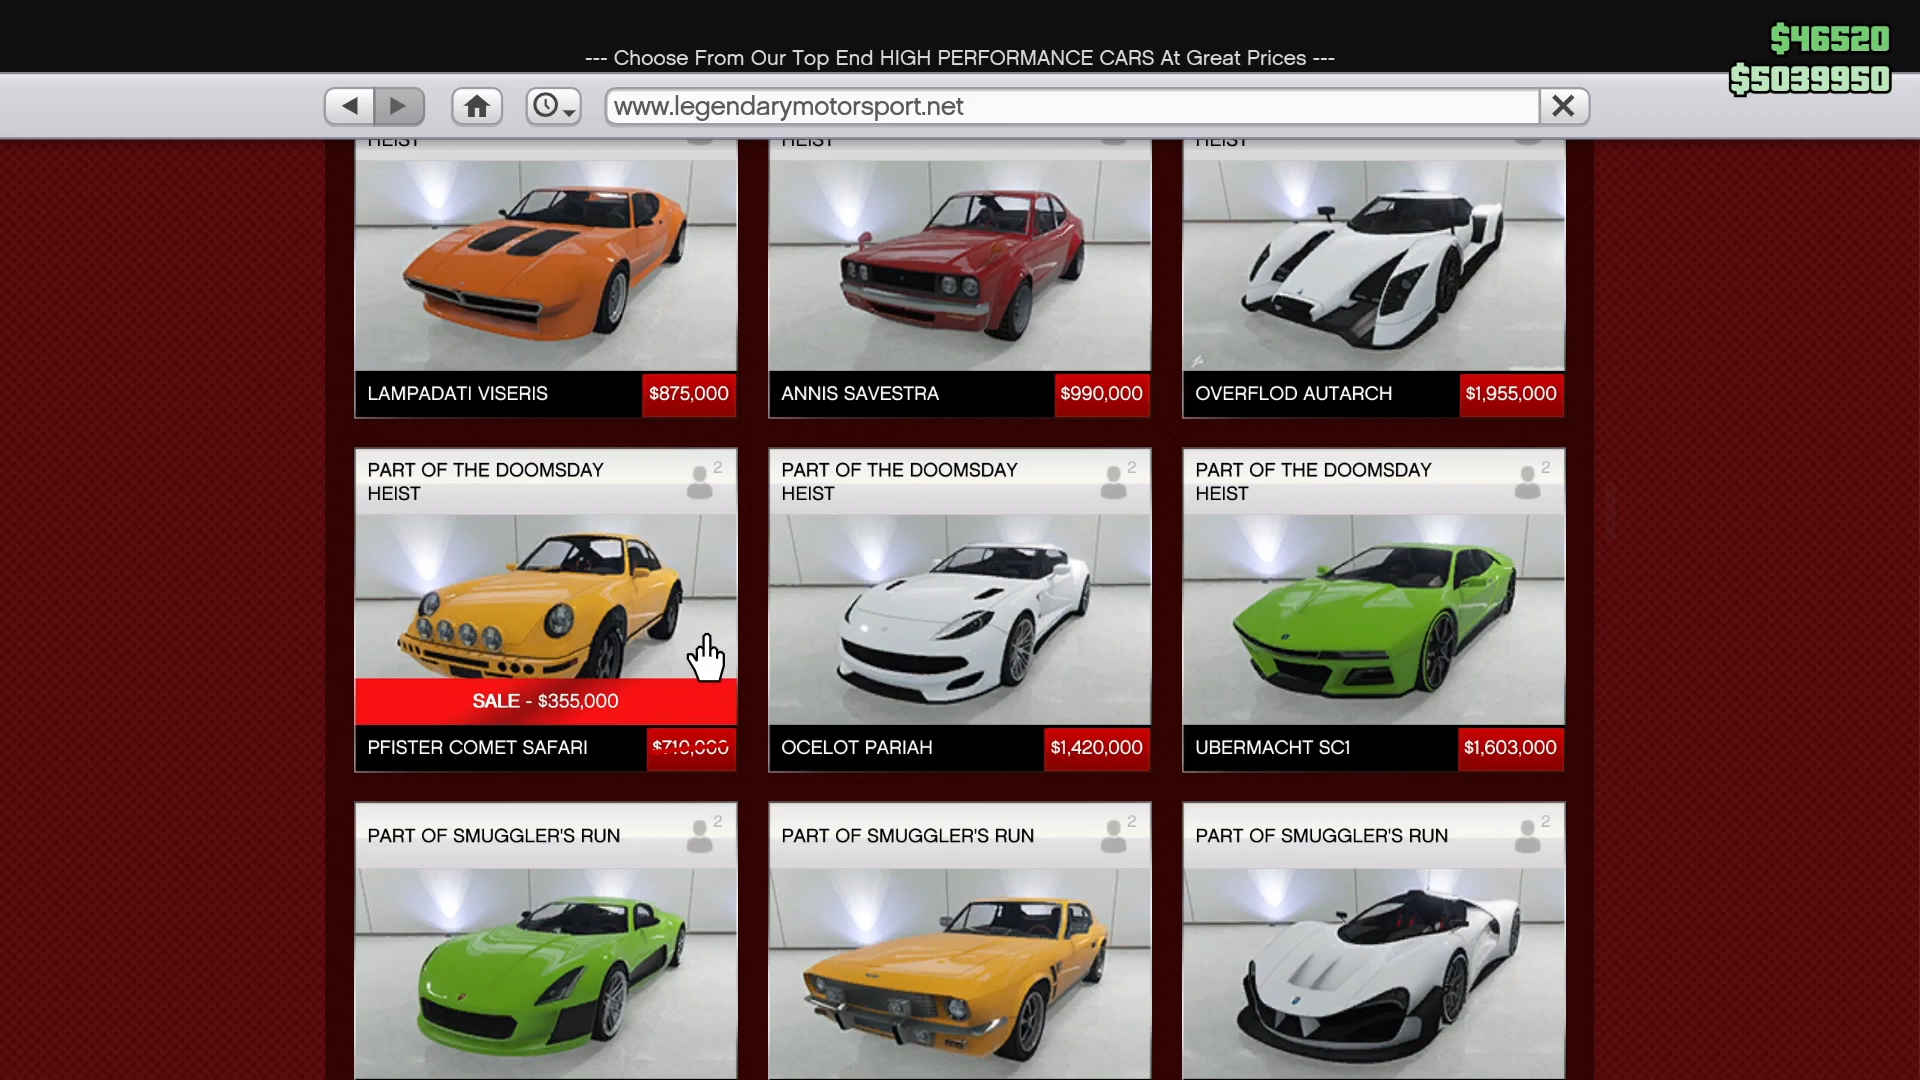 $46520
--- Choose From Our Top End HIGH PERFORMANCE CARS At Great Prices ---
$5039950
www.legendarymotorsport.net
HEIST
HEIST
HEIST
LAMPADATI VISERIS
$875,000
ANNIS SAVESTRA
$990,000
OVERFLOD AUTARCH
$1,955,000
PART OF THE DOOMSDAY
HEIST
2
PART OF THE DOOMSDAY
HEIST
2
PART OF THE DOOMSDAY
HEIST
2
SALE - $355,000
PFISTER COMET SAFARI
$710,000
OCELOT PARIAH
$1,420,000
UBERMACHT SC1
$1,603,000
PART OF SMUGGLER'S RUN
2
PART OF SMUGGLER'S RUN
2
PART OF SMUGGLER'S RUN
2